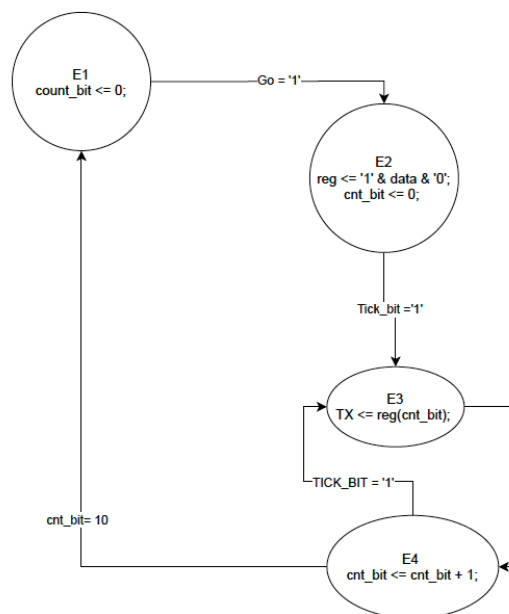 E1
count_bit <= 0;
Go = '1'
E2
reg <= '1' & data & '0';
cnt_bit <= 0;
Tick_bit ='1'
E3
TX <= reg(cnt_bit);
TICK_BIT = '1'
cnt_bit= 10
E4
cnt_bit <= cnt_bit + 1;